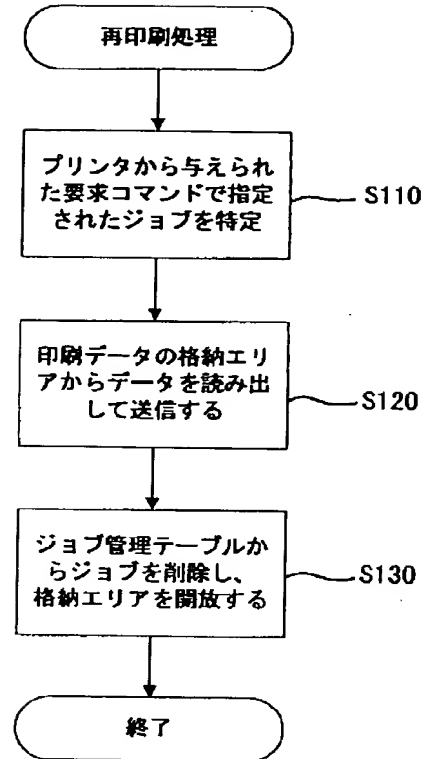 再印刷処理
プリンタから与えられ
た要求コマンドで指定
されたジョブを特定
S110
印刷データの格納エリ
アからデータを読み出
して送信する
S120
ジョブ管理テーブルか
らジョブを削除し、
格納エリアを開放する
S130
終了